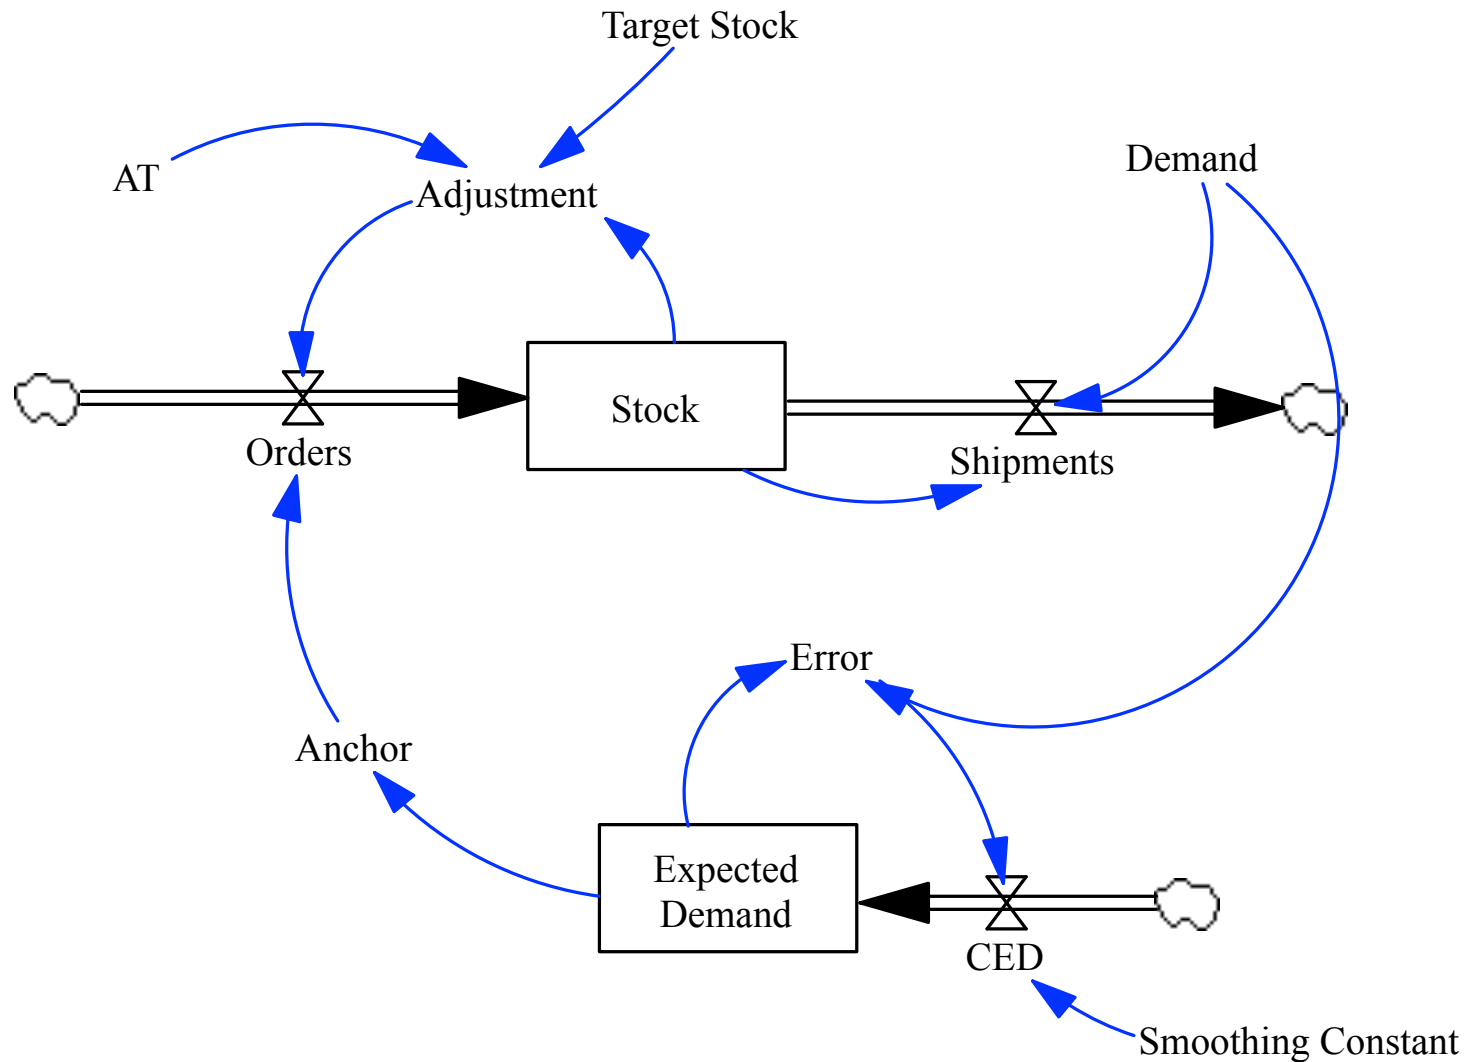 Target Stock
Demand
AT
Adjustment
Stock
Orders
Shipments
Error
Anchor
Expected
Demand
CED
Smoothing Constant